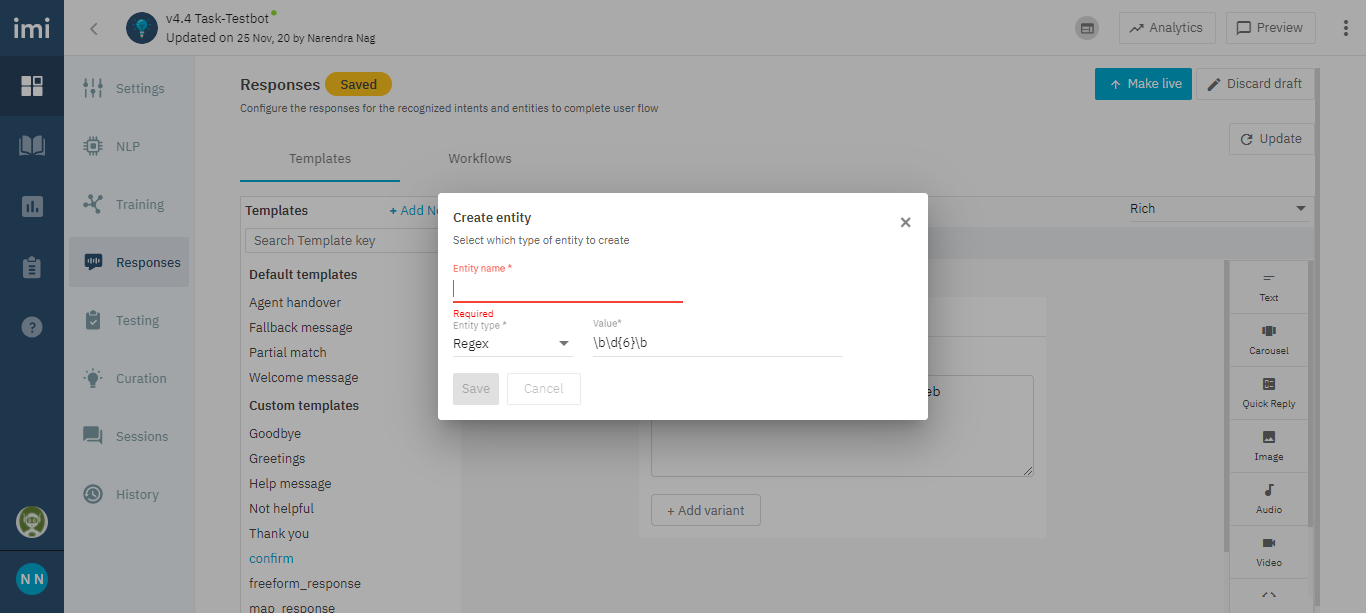 imi
v4.4 Task-Testbot
Updated on 25 Nov, 20 by Narendra Nag
Analytics
Preview
Settings
NLP
Training
Responses
Testing
Curation
Sessions
History
?
N N
Responses
Saved
Configure the responses for the recognized intents and entities to complete user flow
Make live
Discard draft
Update
Templates
Workflows
Templates
+ Add
Rich
Search Template key
Default templates
Agent handover
Fallback message
Partial match
Welcome message
Custom templates
Goodbye
Greetings
Help message
Not helpful
Thank you
confirm
freeform_response
map_response
Create entity
Select which type of entity to create
Entity name *
Required
Entity type *
Regex
Value*
\b\d{6}\b
Save
Cancel
+ Add variant
Text
Carousel
Quick Reply
Image
Audio
Video